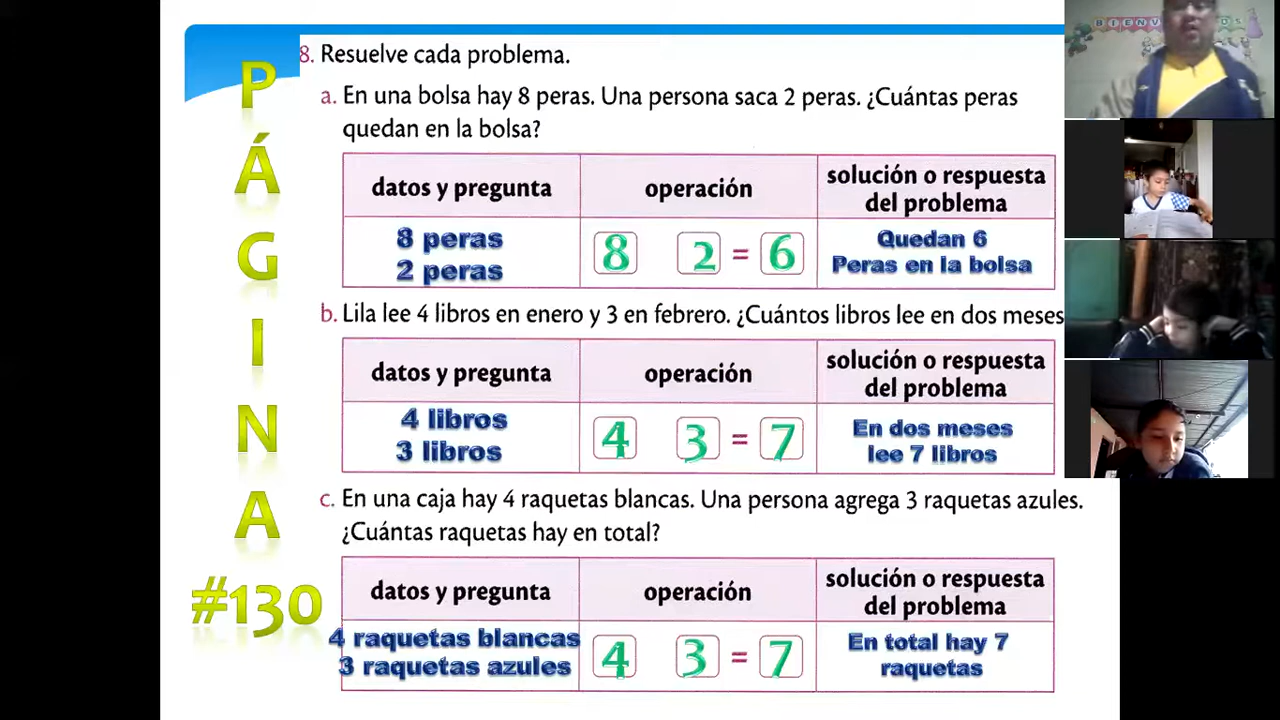 PÁGINA
#130
8. Resuelve cada problema.
a. En una bolsa hay 8 peras. Una persona saca 2 peras. ¿Cuántas peras
quedan en la bolsa?
datos y pregunta operación solución o respuesta
del problema
8 peras
2 peras
8 2 = 6
Quedan 6
Peras en la bolsa
b. Lila lee 4 libros en enero y 3 en febrero. ¿Cuántos libros lee en dos meses
datos y pregunta operación solución o respuesta
del problema
4 libros
3 libros
4 3 = 7
En dos meses
lee 7 libros
c. En una caja hay 4 raquetas blancas. Una persona agrega 3 raquetas azules.
¿Cuántas raquetas hay en total?
datos y pregunta operación solución o respuesta
del problema
4 raquetas blancas
3 raquetas azules
4 3 = 7
En total hay 7
raquetas